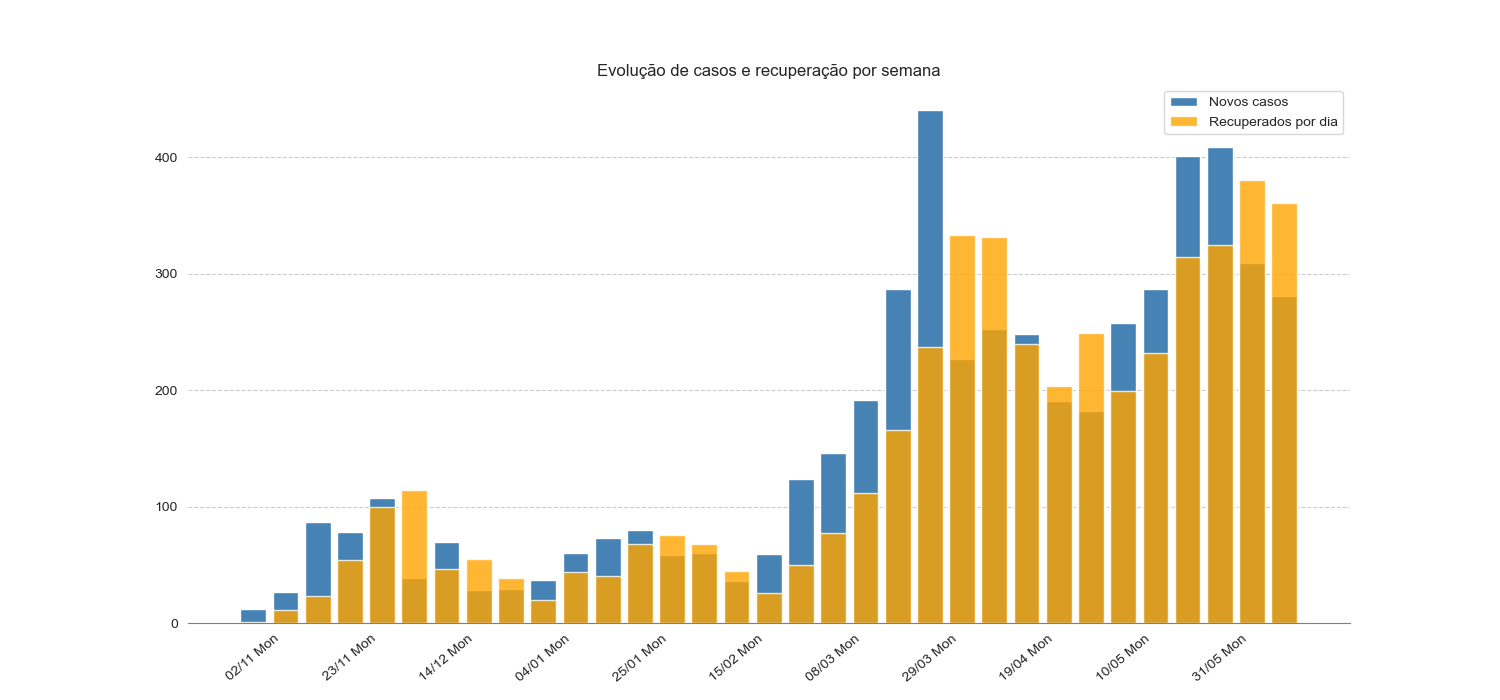 Evolução de casos e recuperação por semana
Novos casos
Recuperados por dia
400
300
200
100
0
02/11 Mon
23/11 Mon
14/12 Mon
04/01 Mon
25/01 Mon
15/02 Mon
08/03 Mon
29/03 Mon
19/04 Mon
10/05 Mon
31/05 Mon